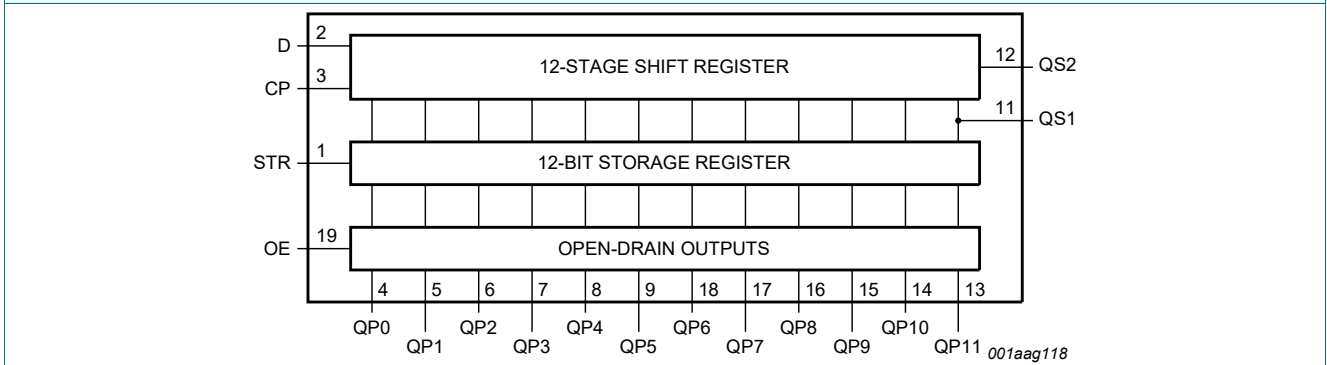 D 2
12-STAGE SHIFT REGISTER
12 QS2
CP 3
11 QS1
STR 1
12-BIT STORAGE REGISTER
OE 19
OPEN-DRAIN OUTPUTS
4 5 6 7 8 9 18 17 16 15 14 13
QP0 QP2 QP4 QP6 QP8 QP10
QP1 QP3 QP5 QP7 QP9 QP11
001aag118